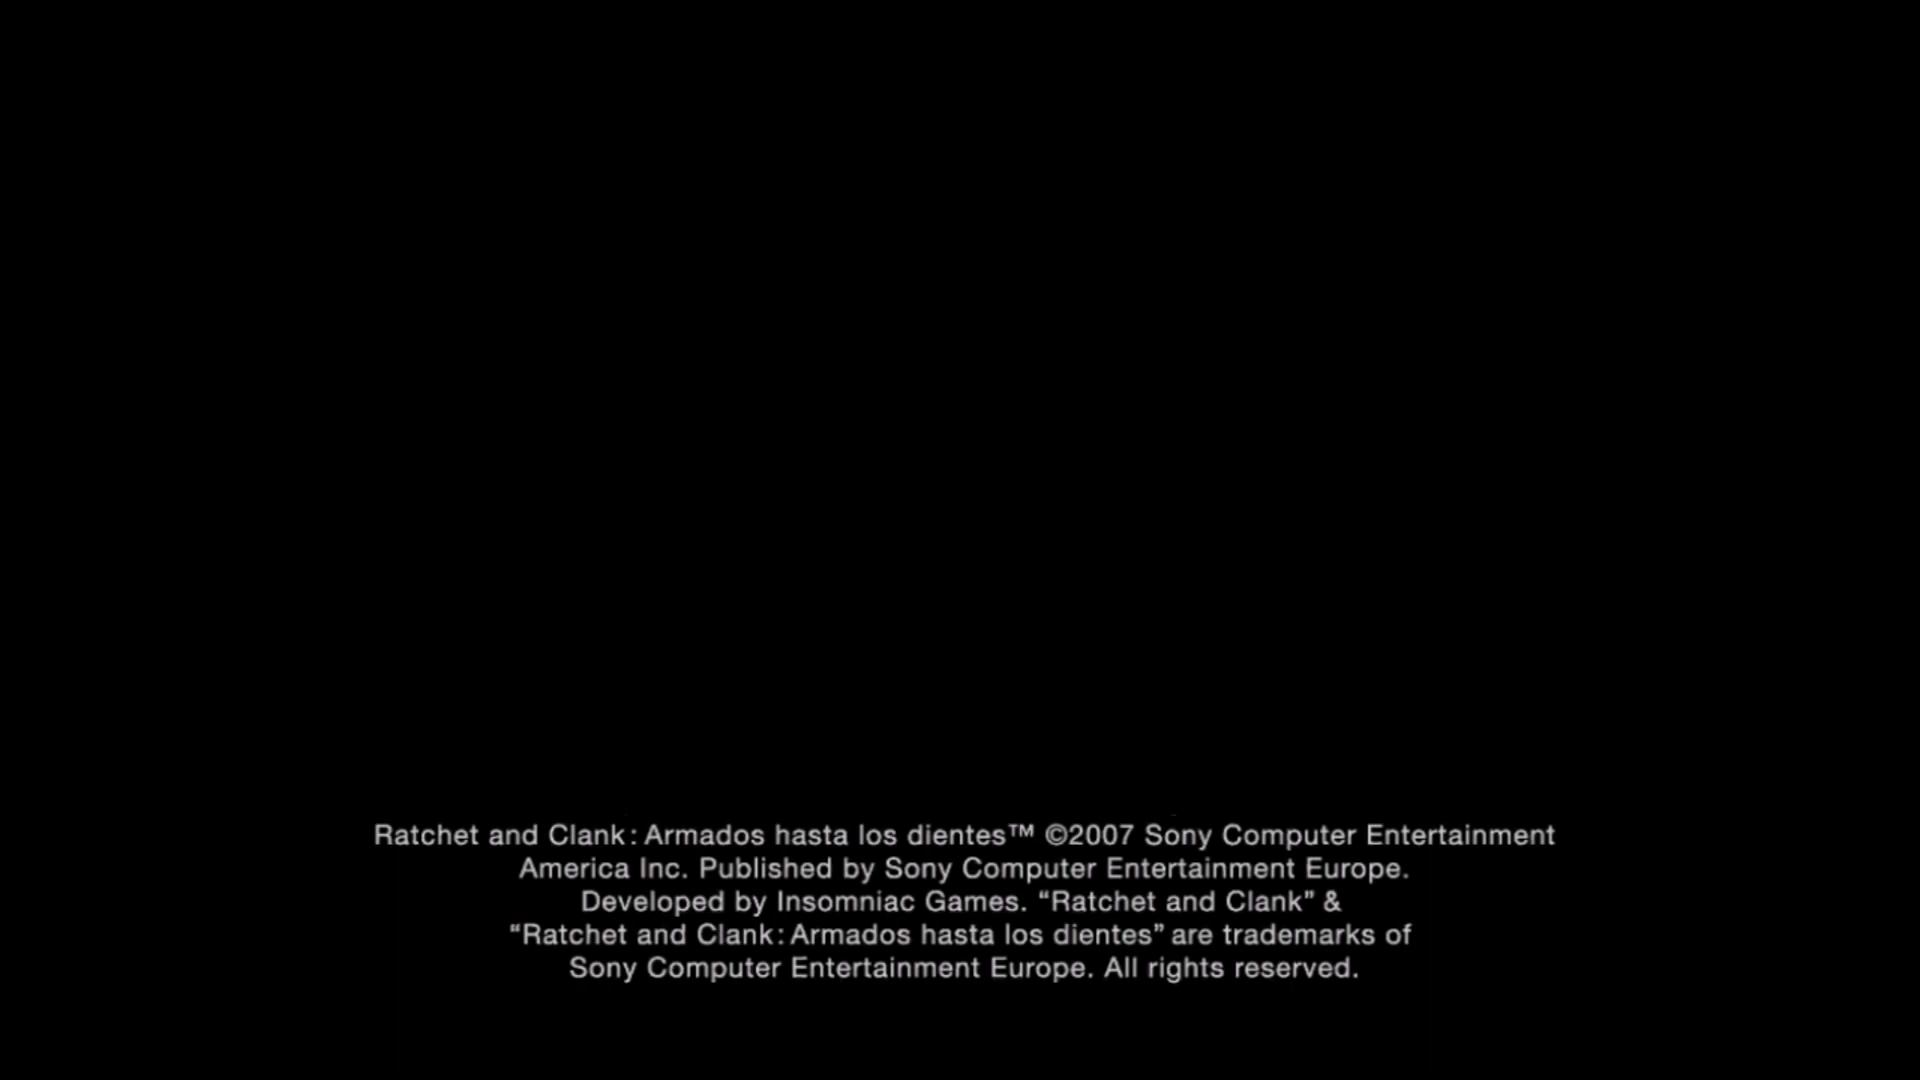 Ratchet and Clank: Armados hasta los dientes™ ©2007 Sony Computer Entertainment
America Inc. Published by Sony Computer Entertainment Europe.
Developed by Insomniac Games. “Ratchet and Clank” &
“Ratchet and Clank: Armados hasta los dientes” are trademarks of
Sony Computer Entertainment Europe. All rights reserved.